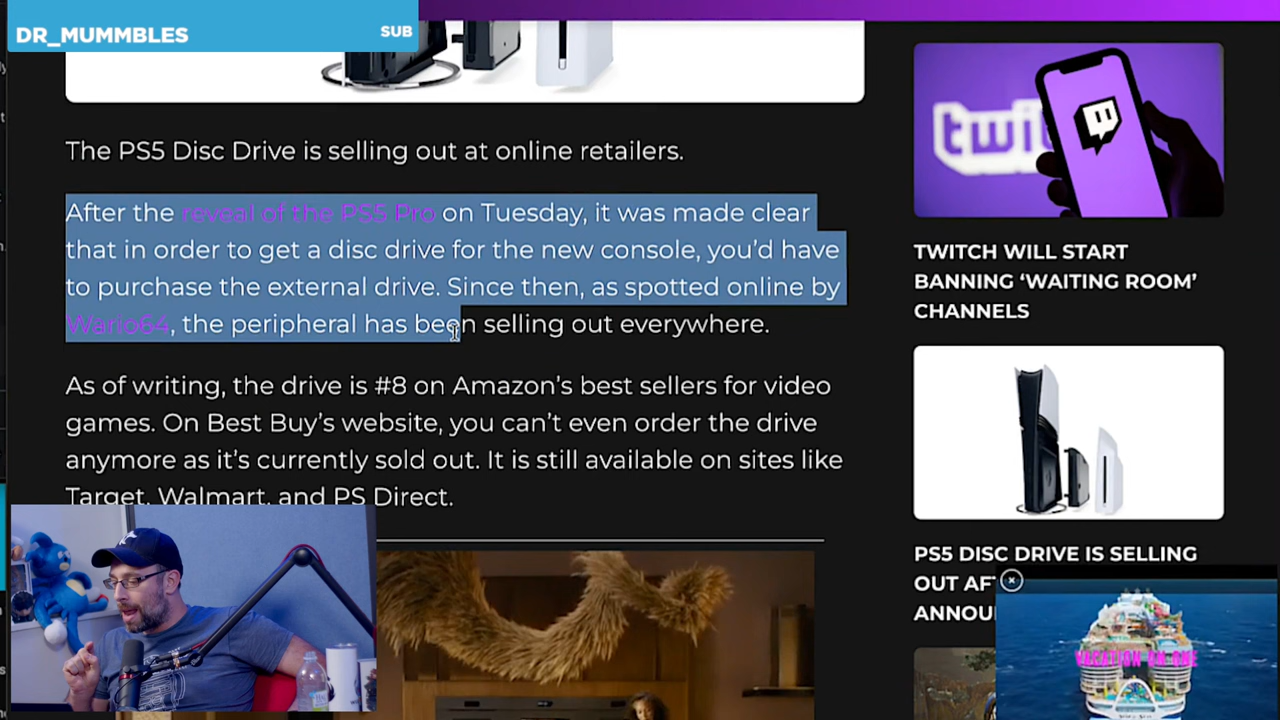 DR_MUMMBLES
SUB
The PS5 Disc Drive is selling out at online retailers.
After the reveal of the PS5 Pro on Tuesday, it was made clear
that in order to get a disc drive for the new console, you’d have
to purchase the external drive. Since then, as spotted online by
Wario64, the peripheral has been selling out everywhere.
As of writing, the drive is #8 on Amazon’s best sellers for video
games. On Best Buy’s website, you can’t even order the drive
anymore as it’s currently sold out. It is still available on sites like
Target, Walmart, and PS Direct.
twi
TWITCH WILL START
BANNING ‘WAITING ROOM’
CHANNELS
PS5 DISC DRIVE IS SELLING
OUT AF
ANNOU
VACATION ON ONE